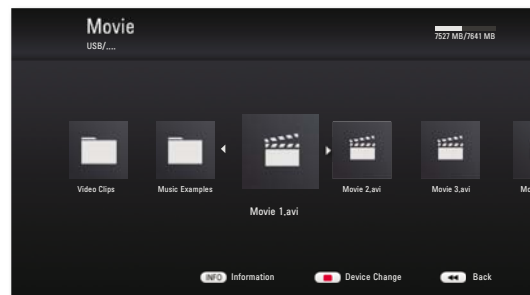 Movie
USB/....
7527 MB/7641 MB
Video Clips
Music Examples
Movie 1,avi
Movie 2,avi
Movie 3,avi
Mo
INFO Information
Device Change
Back